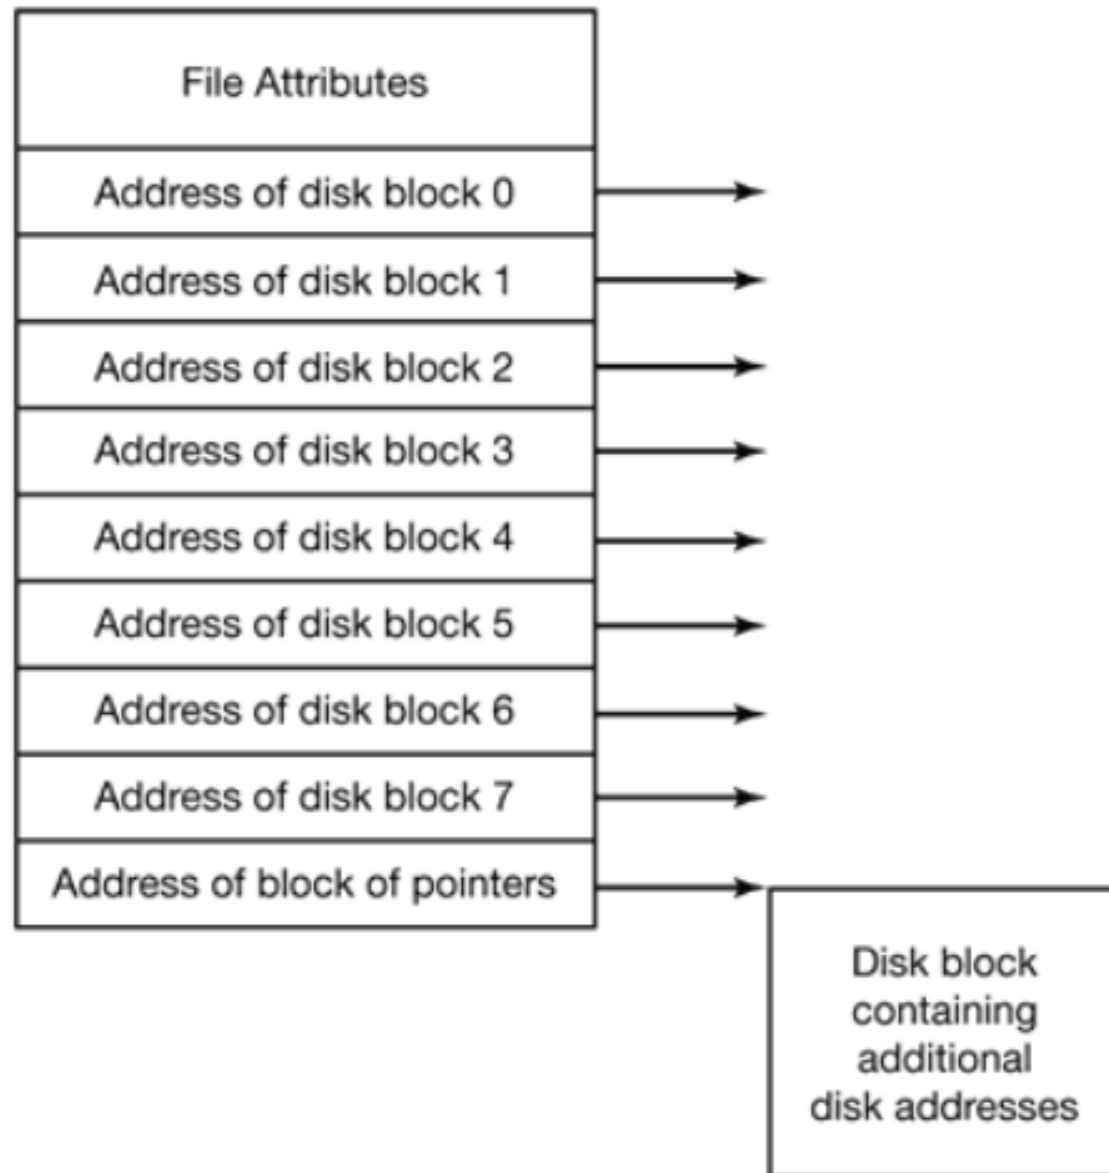 File Attributes
Address of disk block 0
Address of disk block 1
Address of disk block 2
Address of disk block 3
Address of disk block 4
Address of disk block 5
Address of disk block 6
Address of disk block 7
Address of block of pointers
Disk block
containing
additional
disk addresses